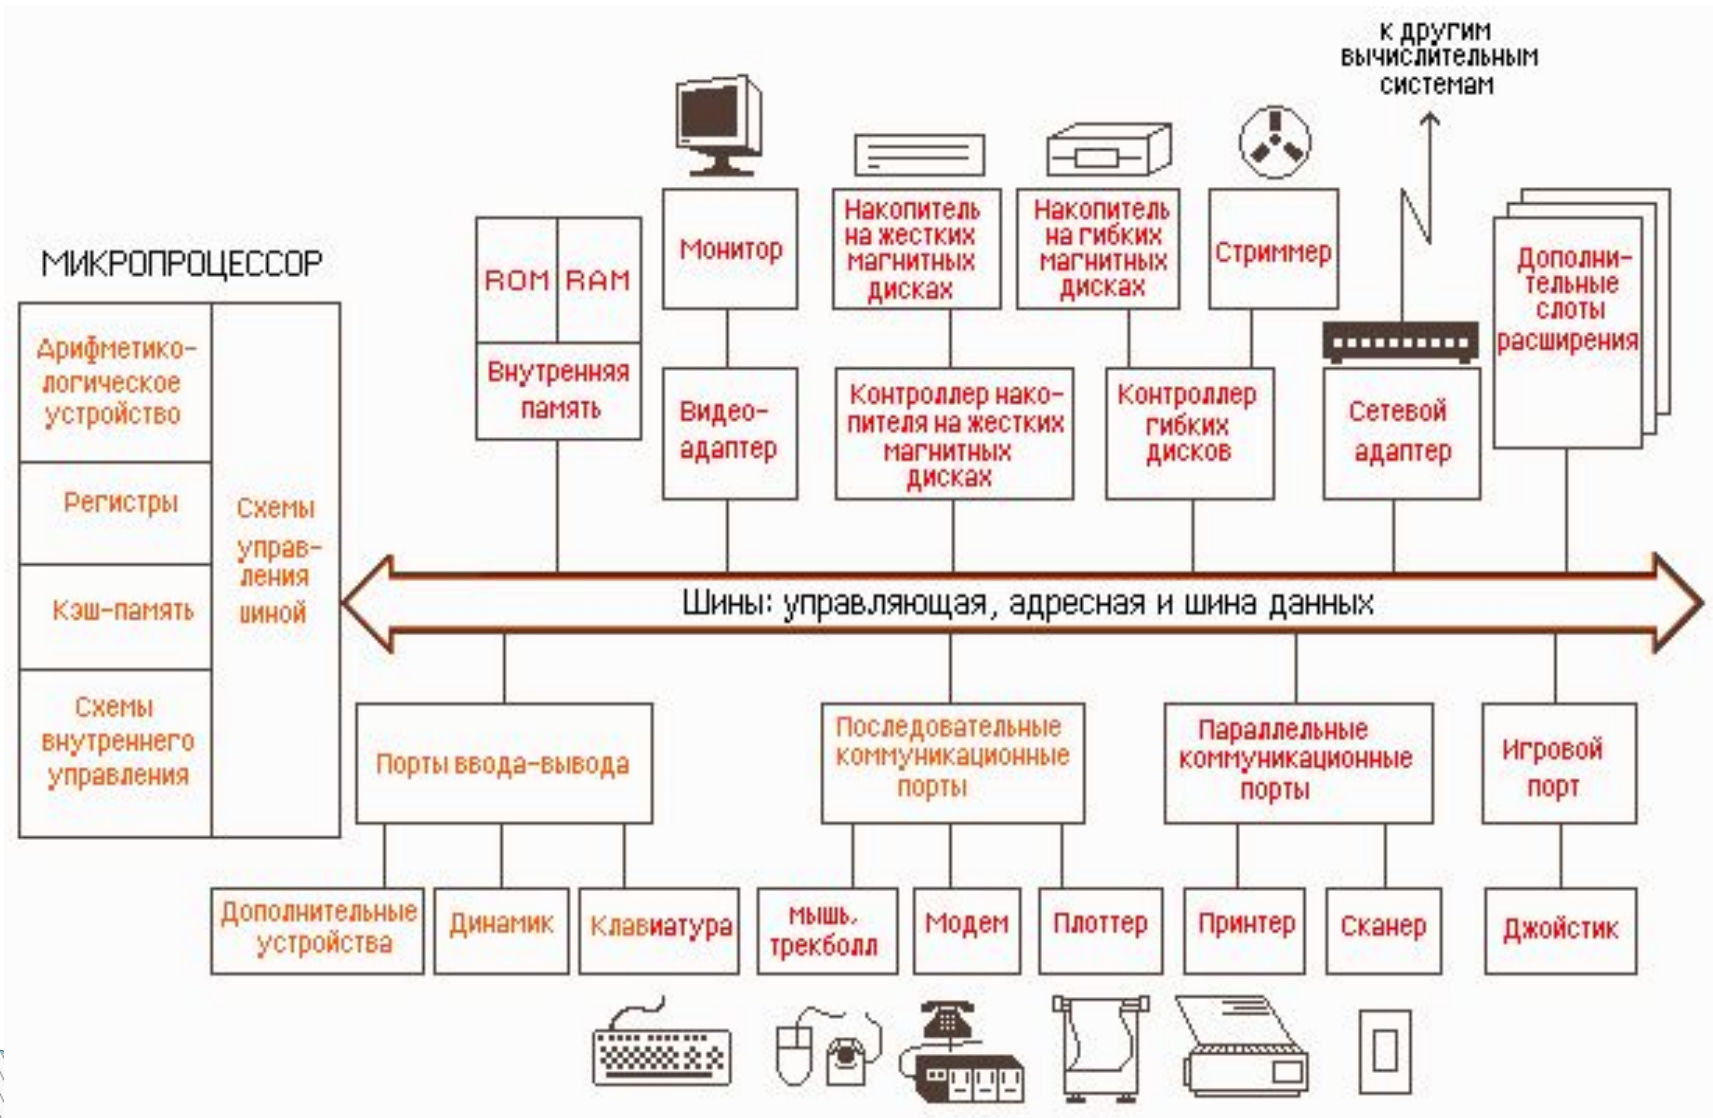 к другим
вычислительным
системам
МИКРОПРОЦЕССОР
Арифметико-
логическое
устройство
Регистры
Кэш-память
Схемы
внутреннего
управления
Схемы
управ-
ления
шиной
ROM
RAM
Внутренняя
память
Монитор
Видео-
адаптер
Накопитель
на жестких
магнитных
дисках
Контроллер нако-
пителя на жестких
магнитных
дисках
Накопитель
на гибких
магнитных
дисках
Стриммер
Контроллер
гибких
дисков
Сетевой
адаптер
Дополни-
тельные
слоты
расширения
Шины: управляющая, адресная и шина данных
Порты ввода-вывода
Последовательные
коммуникационные
порты
Параллельные
коммуникационные
порты
Игровой
порт
Дополнительные
устройства
Динамик
Клавиатура
мышь,
трекболл
Модем
Плоттер
Принтер
Сканер
Джойстик